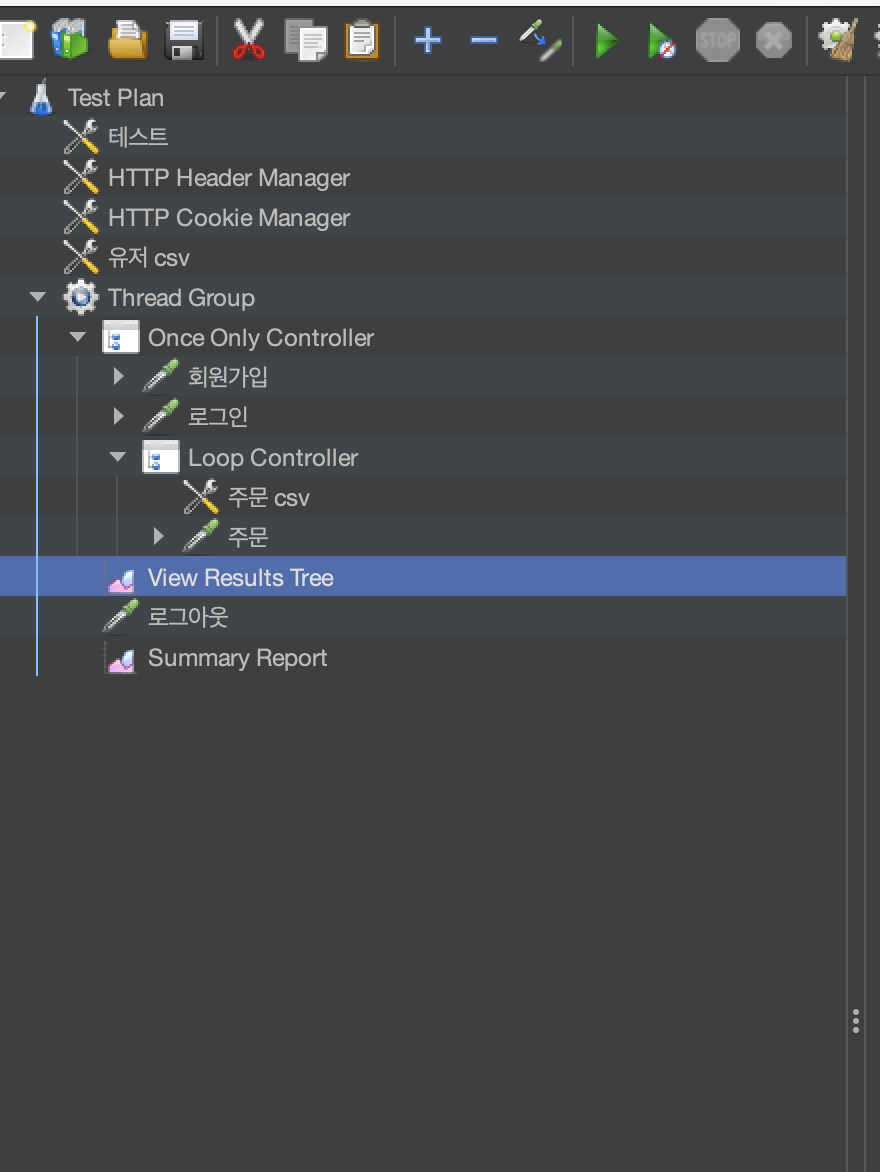 STOP
Test Plan
테스트
HTTP Header Manager
HTTP Cookie Manager
유저 csv
Thread Group
Once Only Controller
회원가입
로그인
Loop Controller
주문 csv
주문
View Results Tree
로그아웃
Summary Report